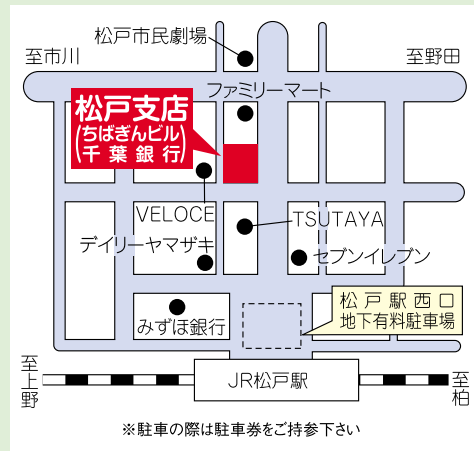 松戸市民劇場
至市川
至野田
ファミリーマート
松戸支店
(ちばぎんビル)
(千葉銀行)
VELOCE
TSUTAYA
デイリーヤマザキ
セブンイレブン
松戸駅西口
地下有料駐車場
みずほ銀行
至上野
JR松戸駅
至柏
※駐車の際は駐車券をご持参下さい